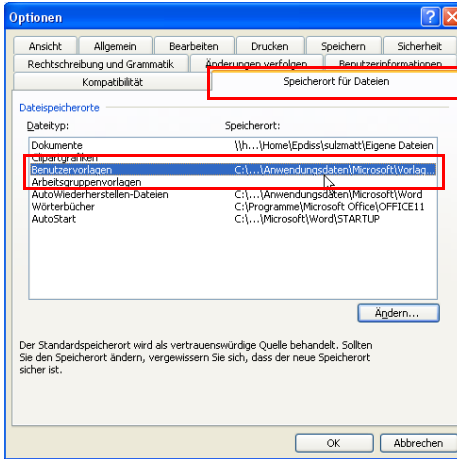 Optionen
Ansicht Allgemein Bearbeiten Drucken Speichern Sicherheit
Rechtschreibung und Grammatik Änderungen verfolgen Benutzerinformationen
Kompatibilität Speicherort für Dateien
Dateispeicherorte
Dateityp: Speicherort:
Dokumente \\h...\Home\Epdiss\sulzmatt\Eigene Dateien
Clipartgrafiken
Benutzervorlagen C:\...\Anwendungsdaten\Microsoft\Vorlag...
Arbeitsgruppenvorlagen
AutoWiederherstellen-Dateien C:\...\Anwendungsdaten\Microsoft\Word
Wörterbücher C:\Programme\Microsoft Office\OFFICE11
AutoStart C:\...\Microsoft\Word\STARTUP
Ändern...
Der Standardspeicherort wird als vertrauenswürdige Quelle behandelt. Sollten
Sie den Speicherort ändern, vergewissern Sie sich, dass der neue Speicherort
sicher ist.
OK Abbrechen